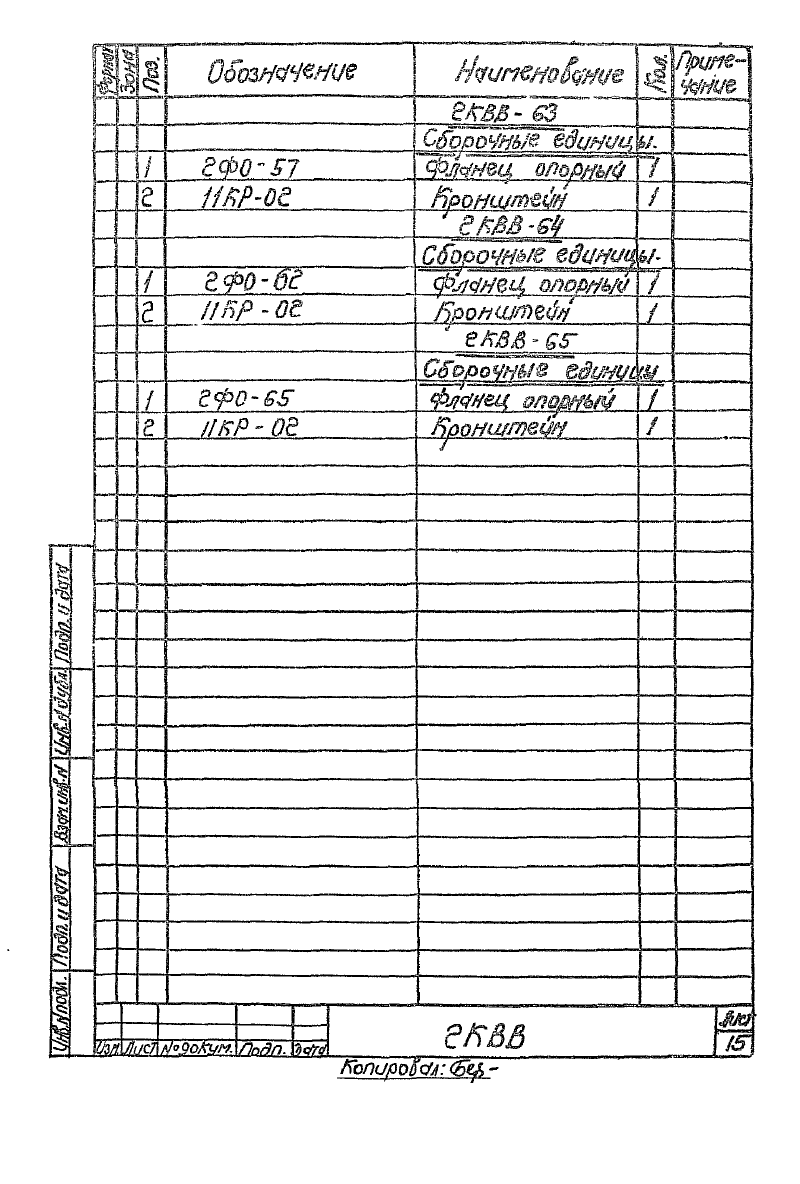 Формат Зона Поз. Обозначение Наименование Кол. Приме-
чание
2КВВ-63
Сборочные единицы.
1 2ФО-57 Фланец опорный 1
2 11КР-02 Кронштейн 1
2КВВ-64
Сборочные единицы.
1 2ФО-62 Фланец опорный 1
2 11КР-02 Кронштейн 1
2КВВ-65
Сборочные единицы
1 2ФО-65 Фланец опорный 1
2 11КР-02 Кронштейн 1
Подп. и дата
Инв.N дубл.
Взам.инв.N
Подп. и дата
Инв.N подл.
Изм Лист № докум. Подп. Дата
2КВВ
Лист
15
Копировал: